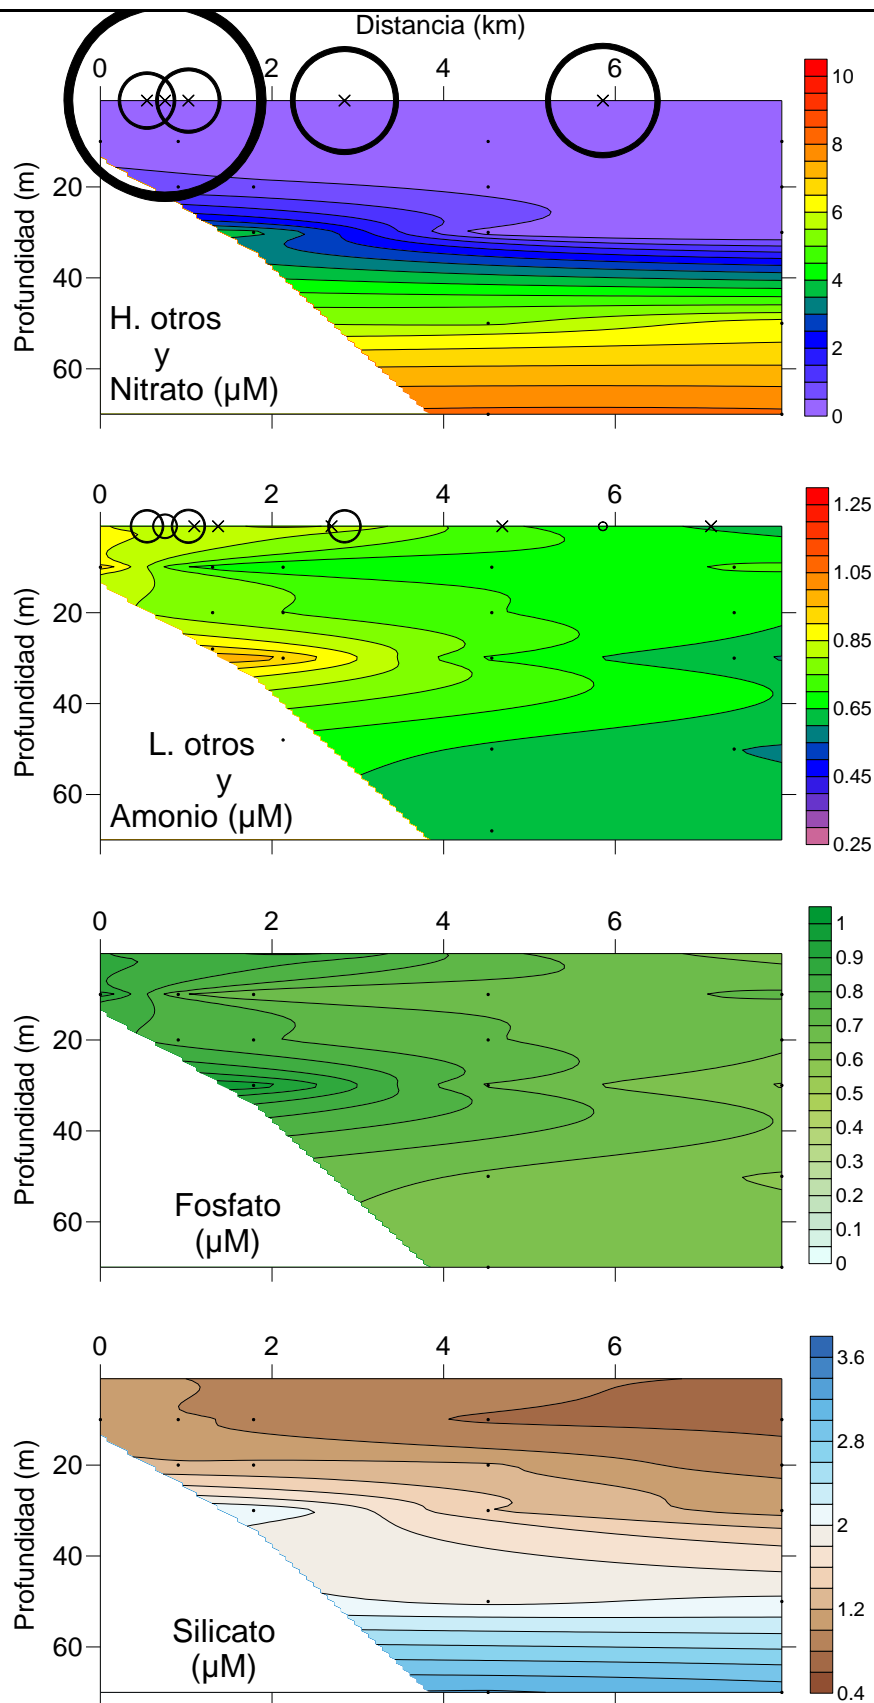 Distancia (km)
0 2 4 6
Profundidad (m)
20
40
60
H. otros
y
Nitrato (µM)
10
8
6
4
2
0
0 2 4 6
Profundidad (m)
20
40
60
L. otros
y
Amonio (µM)
1.25
1.05
0.85
0.65
0.45
0.25
0 2 4 6
Profundidad (m)
20
40
60
Fosfato
(µM)
1
0.9
0.8
0.7
0.6
0.5
0.4
0.3
0.2
0.1
0
0 2 4 6
Profundidad (m)
20
40
60
Silicato
(µM)
3.6
2.8
2
1.2
0.4